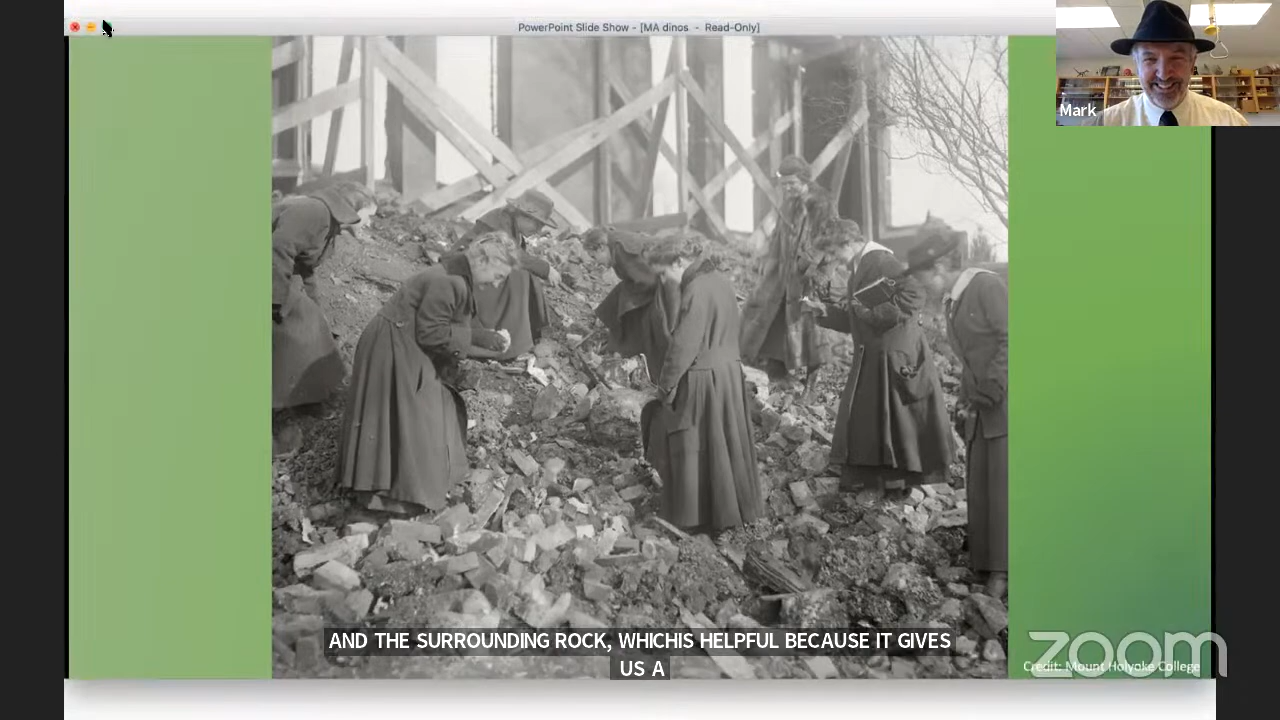 PowerPoint Slide Show - [MA dinos - Read-Only]
Mark
AND THE SURROUNDING ROCK, WHICHIS HELPFUL BECAUSE IT GIVES
US A
zoom
Credit: Mount Holyoke College